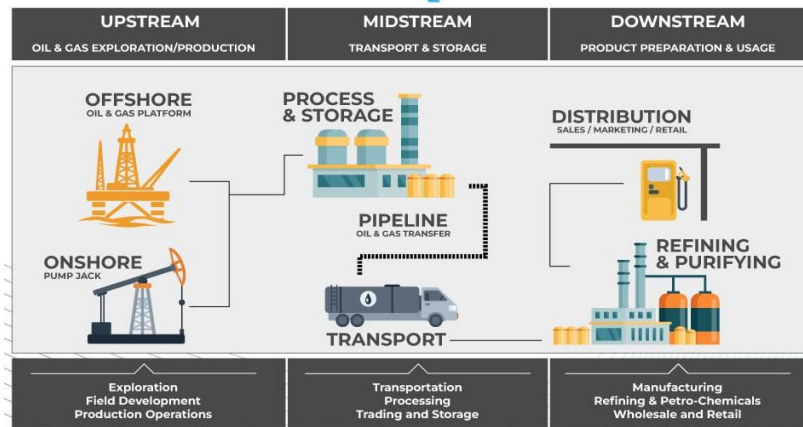 UPSTREAM
OIL & GAS EXPLORATION/PRODUCTION
MIDSTREAM
TRANSPORT & STORAGE
DOWNSTREAM
PRODUCT PREPARATION & USAGE
OFFSHORE
OIL & GAS PLATFORM
PROCESS
& STORAGE
DISTRIBUTION
SALES / MARKETING / RETAIL
PIPELINE
OIL & GAS TRANSFER
ONSHORE
PUMP JACK
REFINING
& PURIFYING
TRANSPORT
Exploration
Field Development
Production Operations
Transportation
Processing
Trading and Storage
Manufacturing
Refining & Petro-Chemicals
Wholesale and Retail